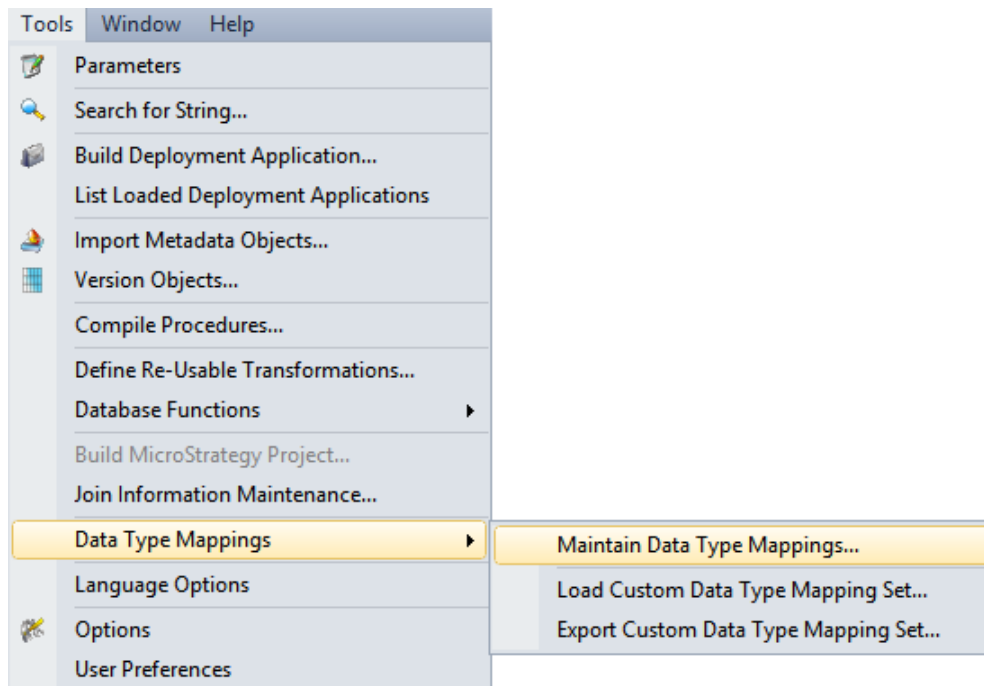 Tools Window Help
Parameters
Search for String...
Build Deployment Application...
List Loaded Deployment Applications
Import Metadata Objects...
Version Objects...
Compile Procedures...
Define Re-Usable Transformations...
Database Functions
Build MicroStrategy Project...
Join Information Maintenance...
Data Type Mappings
Maintain Data Type Mappings...
Language Options
Load Custom Data Type Mapping Set...
Options
Export Custom Data Type Mapping Set...
User Preferences